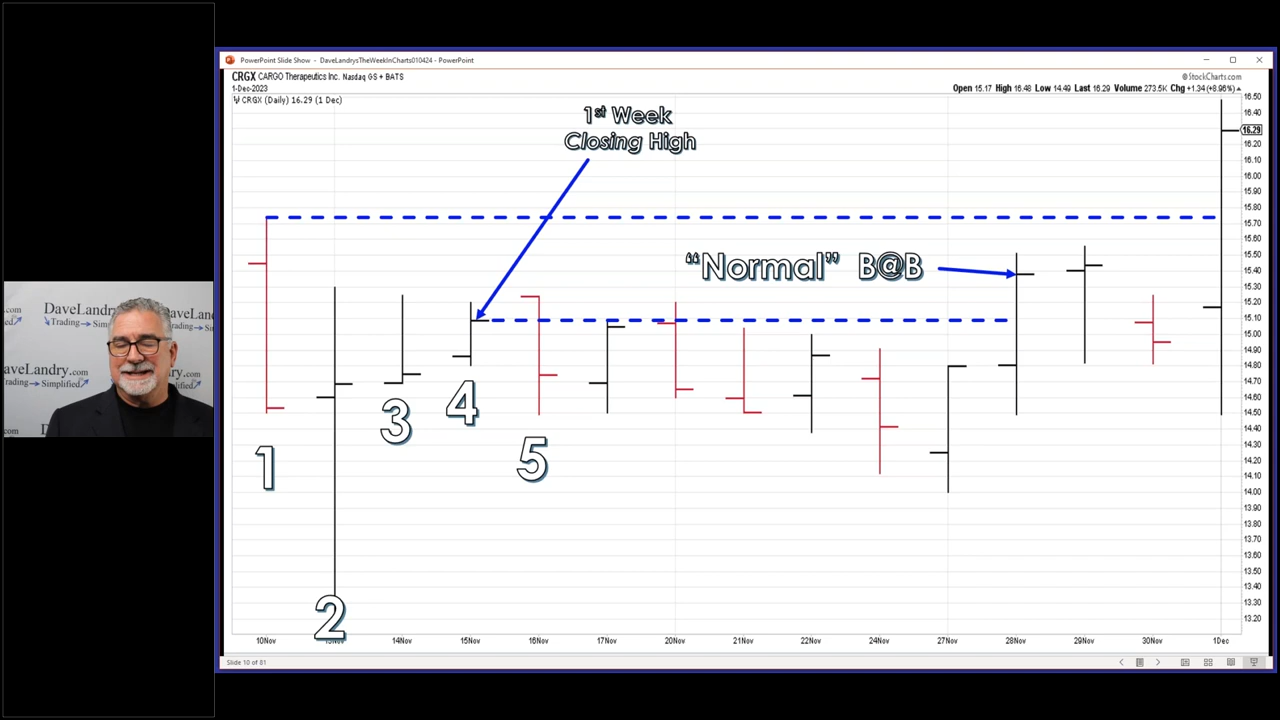 PowerPoint Slide Show - DaveLandrysTheWeekInCharts010424 - PowerPoint
CRGX CARGO Therapeutics Inc. Nasdaq GS + BATS
©StockCharts.com
1-Dec-2023
Open 15.17 High 16.48 Low 14.49 Last 16.29 Volume 273.5K Chg +1.34 (+8.96%)
CRGX (Daily) 16.29 (1 Dec)
1st Week
Closing High
"Normal" B@B
1
2
3
4
5
16.50
16.40
16.29
16.20
16.10
16.00
15.90
15.80
15.70
15.60
15.50
15.40
15.30
15.20
15.10
15.00
14.90
14.80
14.70
14.60
14.50
14.40
14.30
14.20
14.10
14.00
13.90
13.80
13.70
13.60
13.50
13.40
13.30
13.20
10Nov 14Nov 15Nov 16Nov 17Nov 20Nov 21Nov 22Nov 24Nov 27Nov 28Nov 29Nov 30Nov 1Dec
Slide 10 of 81
DaveLandry
Trading
DaveLandry.com
Trading Simplified